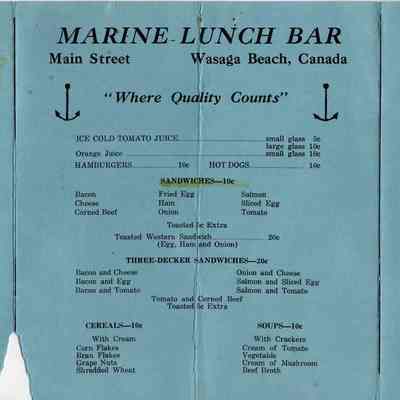 MARINE LUNCH BAR
Main Street Wasaga Beach, Canada
"Where Quality Counts"
ICE COLD TOMATO JUICE small glass 5c
large glass 10c
Orange Juice small glass 10c
HAMBURGERS 10c HOT DOGS 10c
SANDWICHES—10c
Bacon Fried Egg Salmon
Cheese Ham Sliced Egg
Corned Beef Onion Tomato
Toasted 5c Extra
Toasted Western Sandwich 20c
(Egg, Ham and Onion)
THREE-DECKER SANDWICHES—20c
Bacon and Cheese Onion and Cheese
Bacon and Egg Salmon and Sliced Egg
Bacon and Tomato Salmon and Tomato
Tomato and Corned Beef
Toasted 5c Extra
CEREALS—10c SOUPS—10c
With Cream With Crackers
Corn Flakes Cream of Tomato
Bran Flakes Vegetable
Grape Nuts Cream of Mushroom
Shredded Wheat Beef Broth